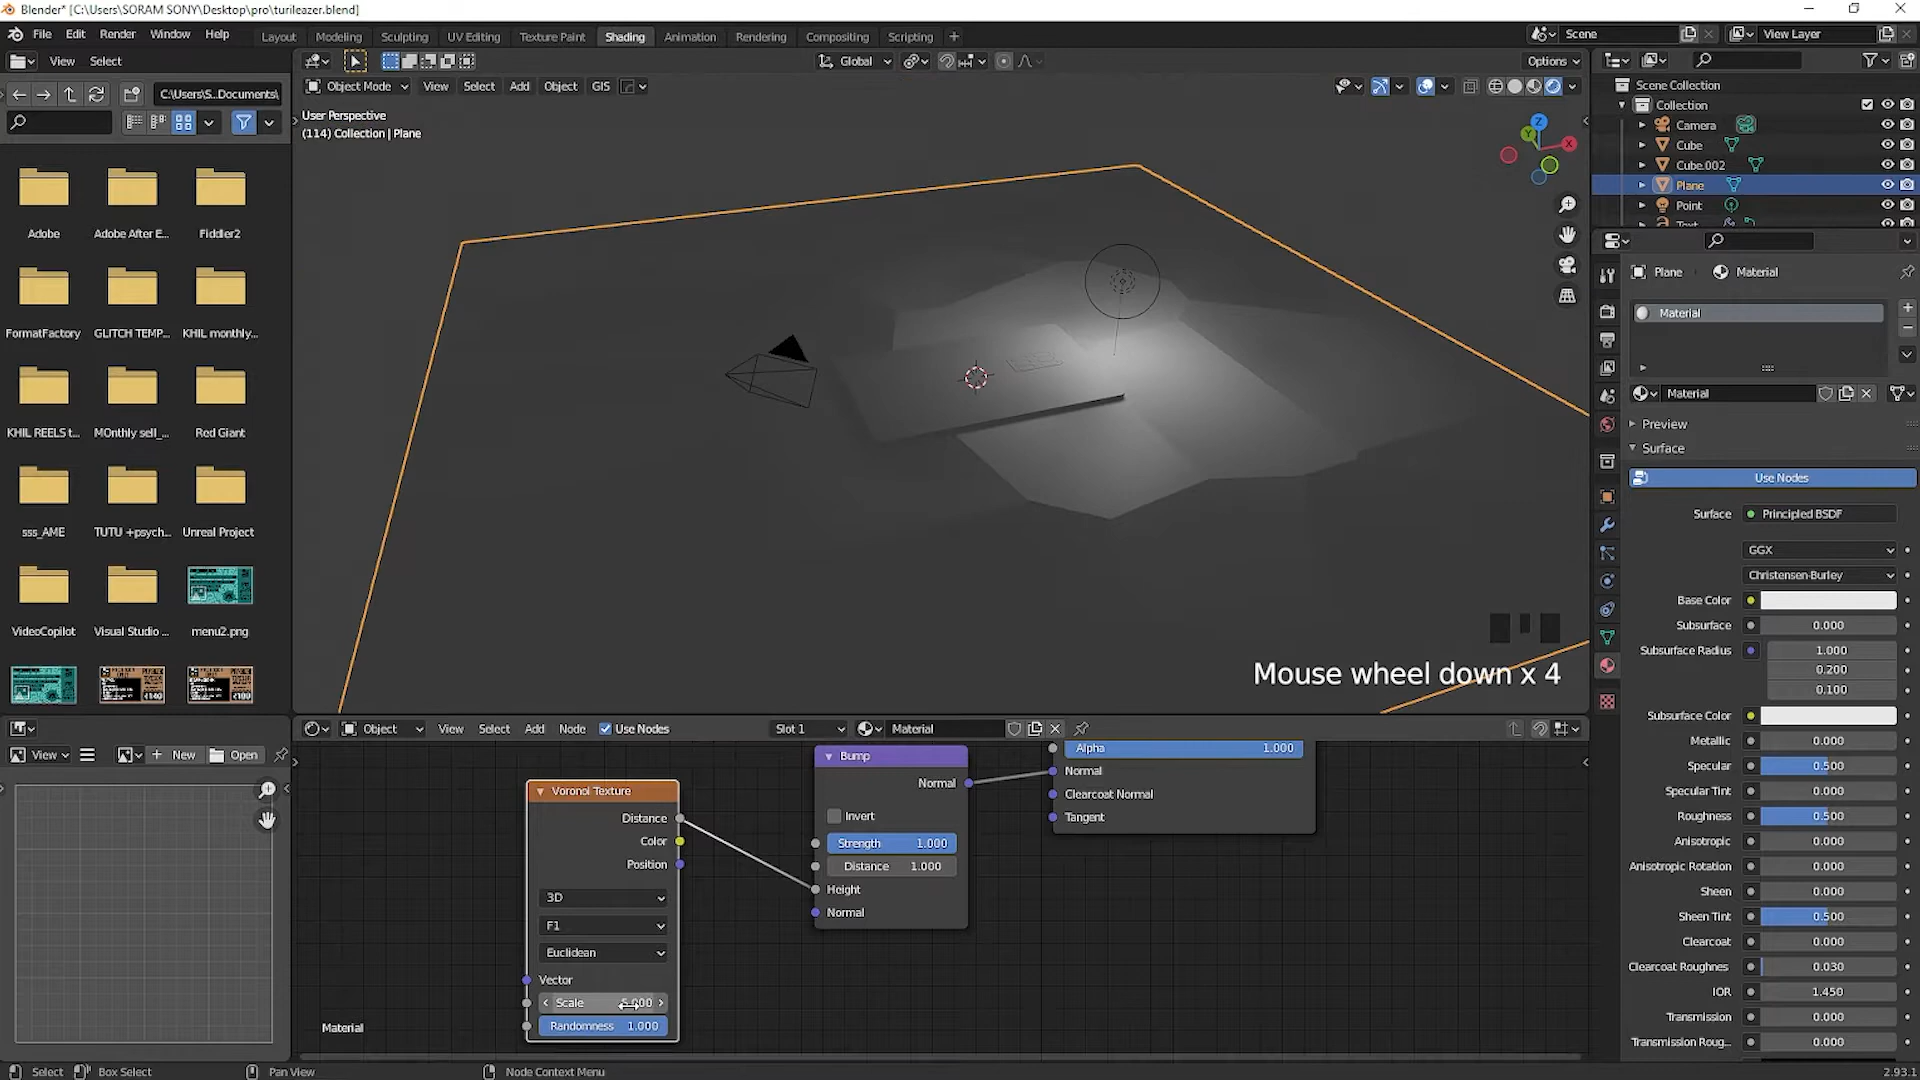 Blender* [C:\Users\SORAM SONY\Desktop\pro\turileazer.blend]
File Edit Render Window Help
Layout Modeling Sculpting UV Editing Texture Paint Shading Animation Rendering Compositing Scripting +
Scene
View Layer
View Select
Global
Options
C:\Users\S..Documents\
Object Mode View Select Add Object GIS
User Perspective
(114) Collection | Plane
X
Y
Z
Scene Collection
Collection
Camera
Cube
Cube.002
Plane
Point
Text
Adobe
Adobe After E...
Fiddler2
FormatFactory
GLITCH TEMP...
KHIL monthly...
KHIL REELS t...
MOnthly sell_...
Red Giant
sss_AME
TUTU +psych...
Unreal Project
VideoCopilot
Visual Studio ...
menu2.png
Mouse wheel down x 4
Plane Material
Material
Material
Preview
Surface
Use Nodes
Surface Principled BSDF
GGX
Christensen-Burley
Base Color
Subsurface 0.000
Subsurface Radius 1.000
0.200
0.100
Subsurface Color
Metallic 0.000
Specular 0.500
Specular Tint 0.000
Roughness 0.500
Anisotropic 0.000
Anisotropic Rotation 0.000
Sheen 0.000
Sheen Tint 0.500
Clearcoat 0.000
Clearcoat Roughnes 0.030
IOR 1.450
Transmission 0.000
Transmission Roug... 0.000
View New Open
Object View Select Add Node Use Nodes Slot 1 Material
Voronoi Texture
Distance
Color
Position
3D
F1
Euclidean
Vector
Scale 5.000
Randomness 1.000
Bump
Normal
Invert
Strength 1.000
Distance 1.000
Height
Normal
Alpha 1.000
Normal
Clearcoat Normal
Tangent
Material
Select Box Select Pan View Node Context Menu
2.93.1